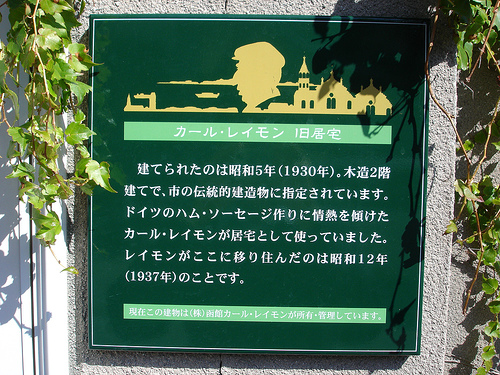 カール・レイモン 旧居宅
建てられたのは昭和5年(1930年)。木造2階
建てで、市の伝統的建造物に指定されています。
ドイツのハム・ソーセージ作りに情熱を傾けた
カール・レイモンが居宅として使っていました。
レイモンがここに移り住んだのは昭和12年
(1937年)のことです。
現在この建物は(株)函館カール・レイモンが所有・管理しています。